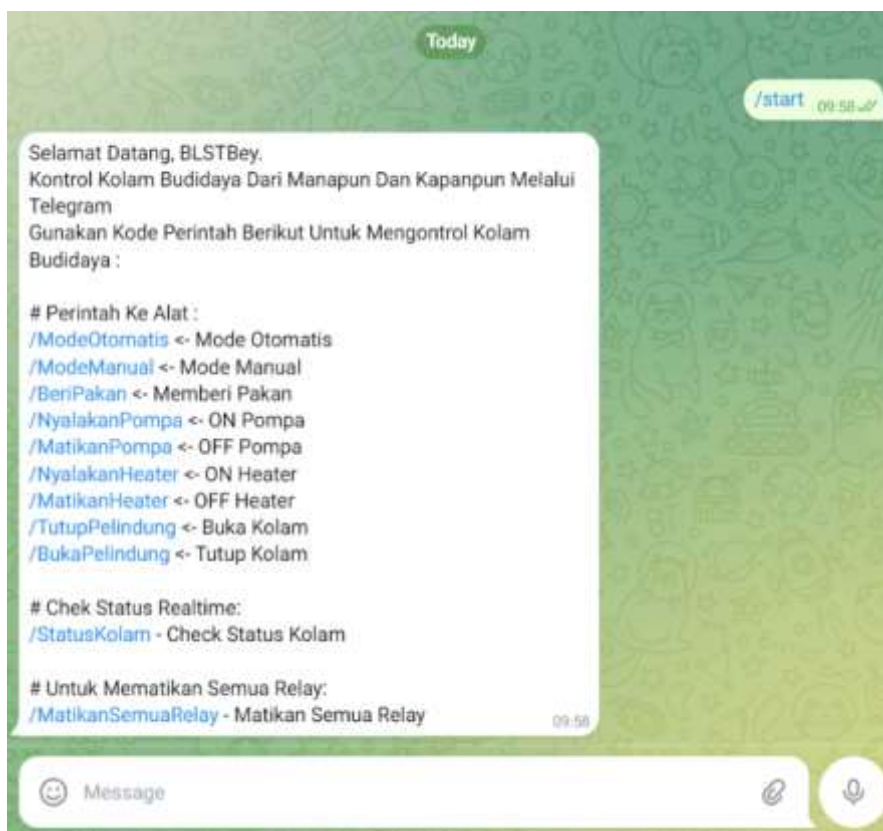 Today
/start 09:58
Selamat Datang, BLSTBey.
Kontrol Kolam Budidaya Dari Manapun Dan Kapanpun Melalui
Telegram
Gunakan Kode Perintah Berikut Untuk Mengontrol Kolam
Budidaya :
# Perintah Ke Alat :
/ModeOtomatis <- Mode Otomatis
/ModeManual <- Mode Manual
/BeriPakan <- Memberi Pakan
/NyalakanPompa <- ON Pompa
/MatikanPompa <- OFF Pompa
/NyalakanHeater <- ON Heater
/MatikanHeater <- OFF Heater
/TutupPelindung <- Buka Kolam
/BukaPelindung <- Tutup Kolam
# Chek Status Realtime:
/StatusKolam - Check Status Kolam
# Untuk Mematikan Semua Relay:
/MatikanSemuaRelay - Matikan Semua Relay
09:58
Message